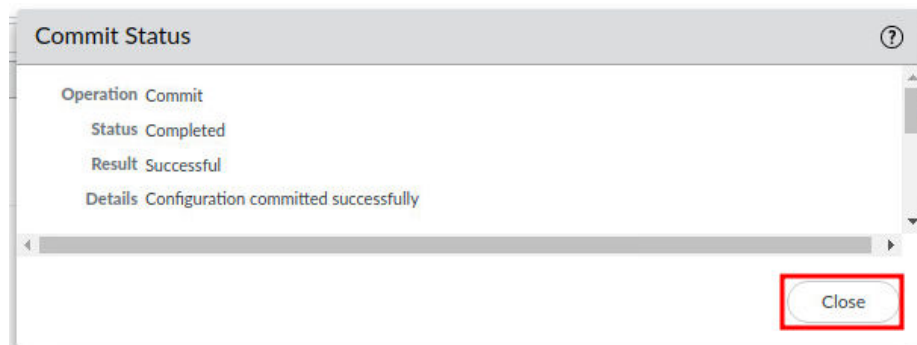 Commit Status
?
Operation Commit
Status Completed
Result Successful
Details Configuration committed successfully
Close